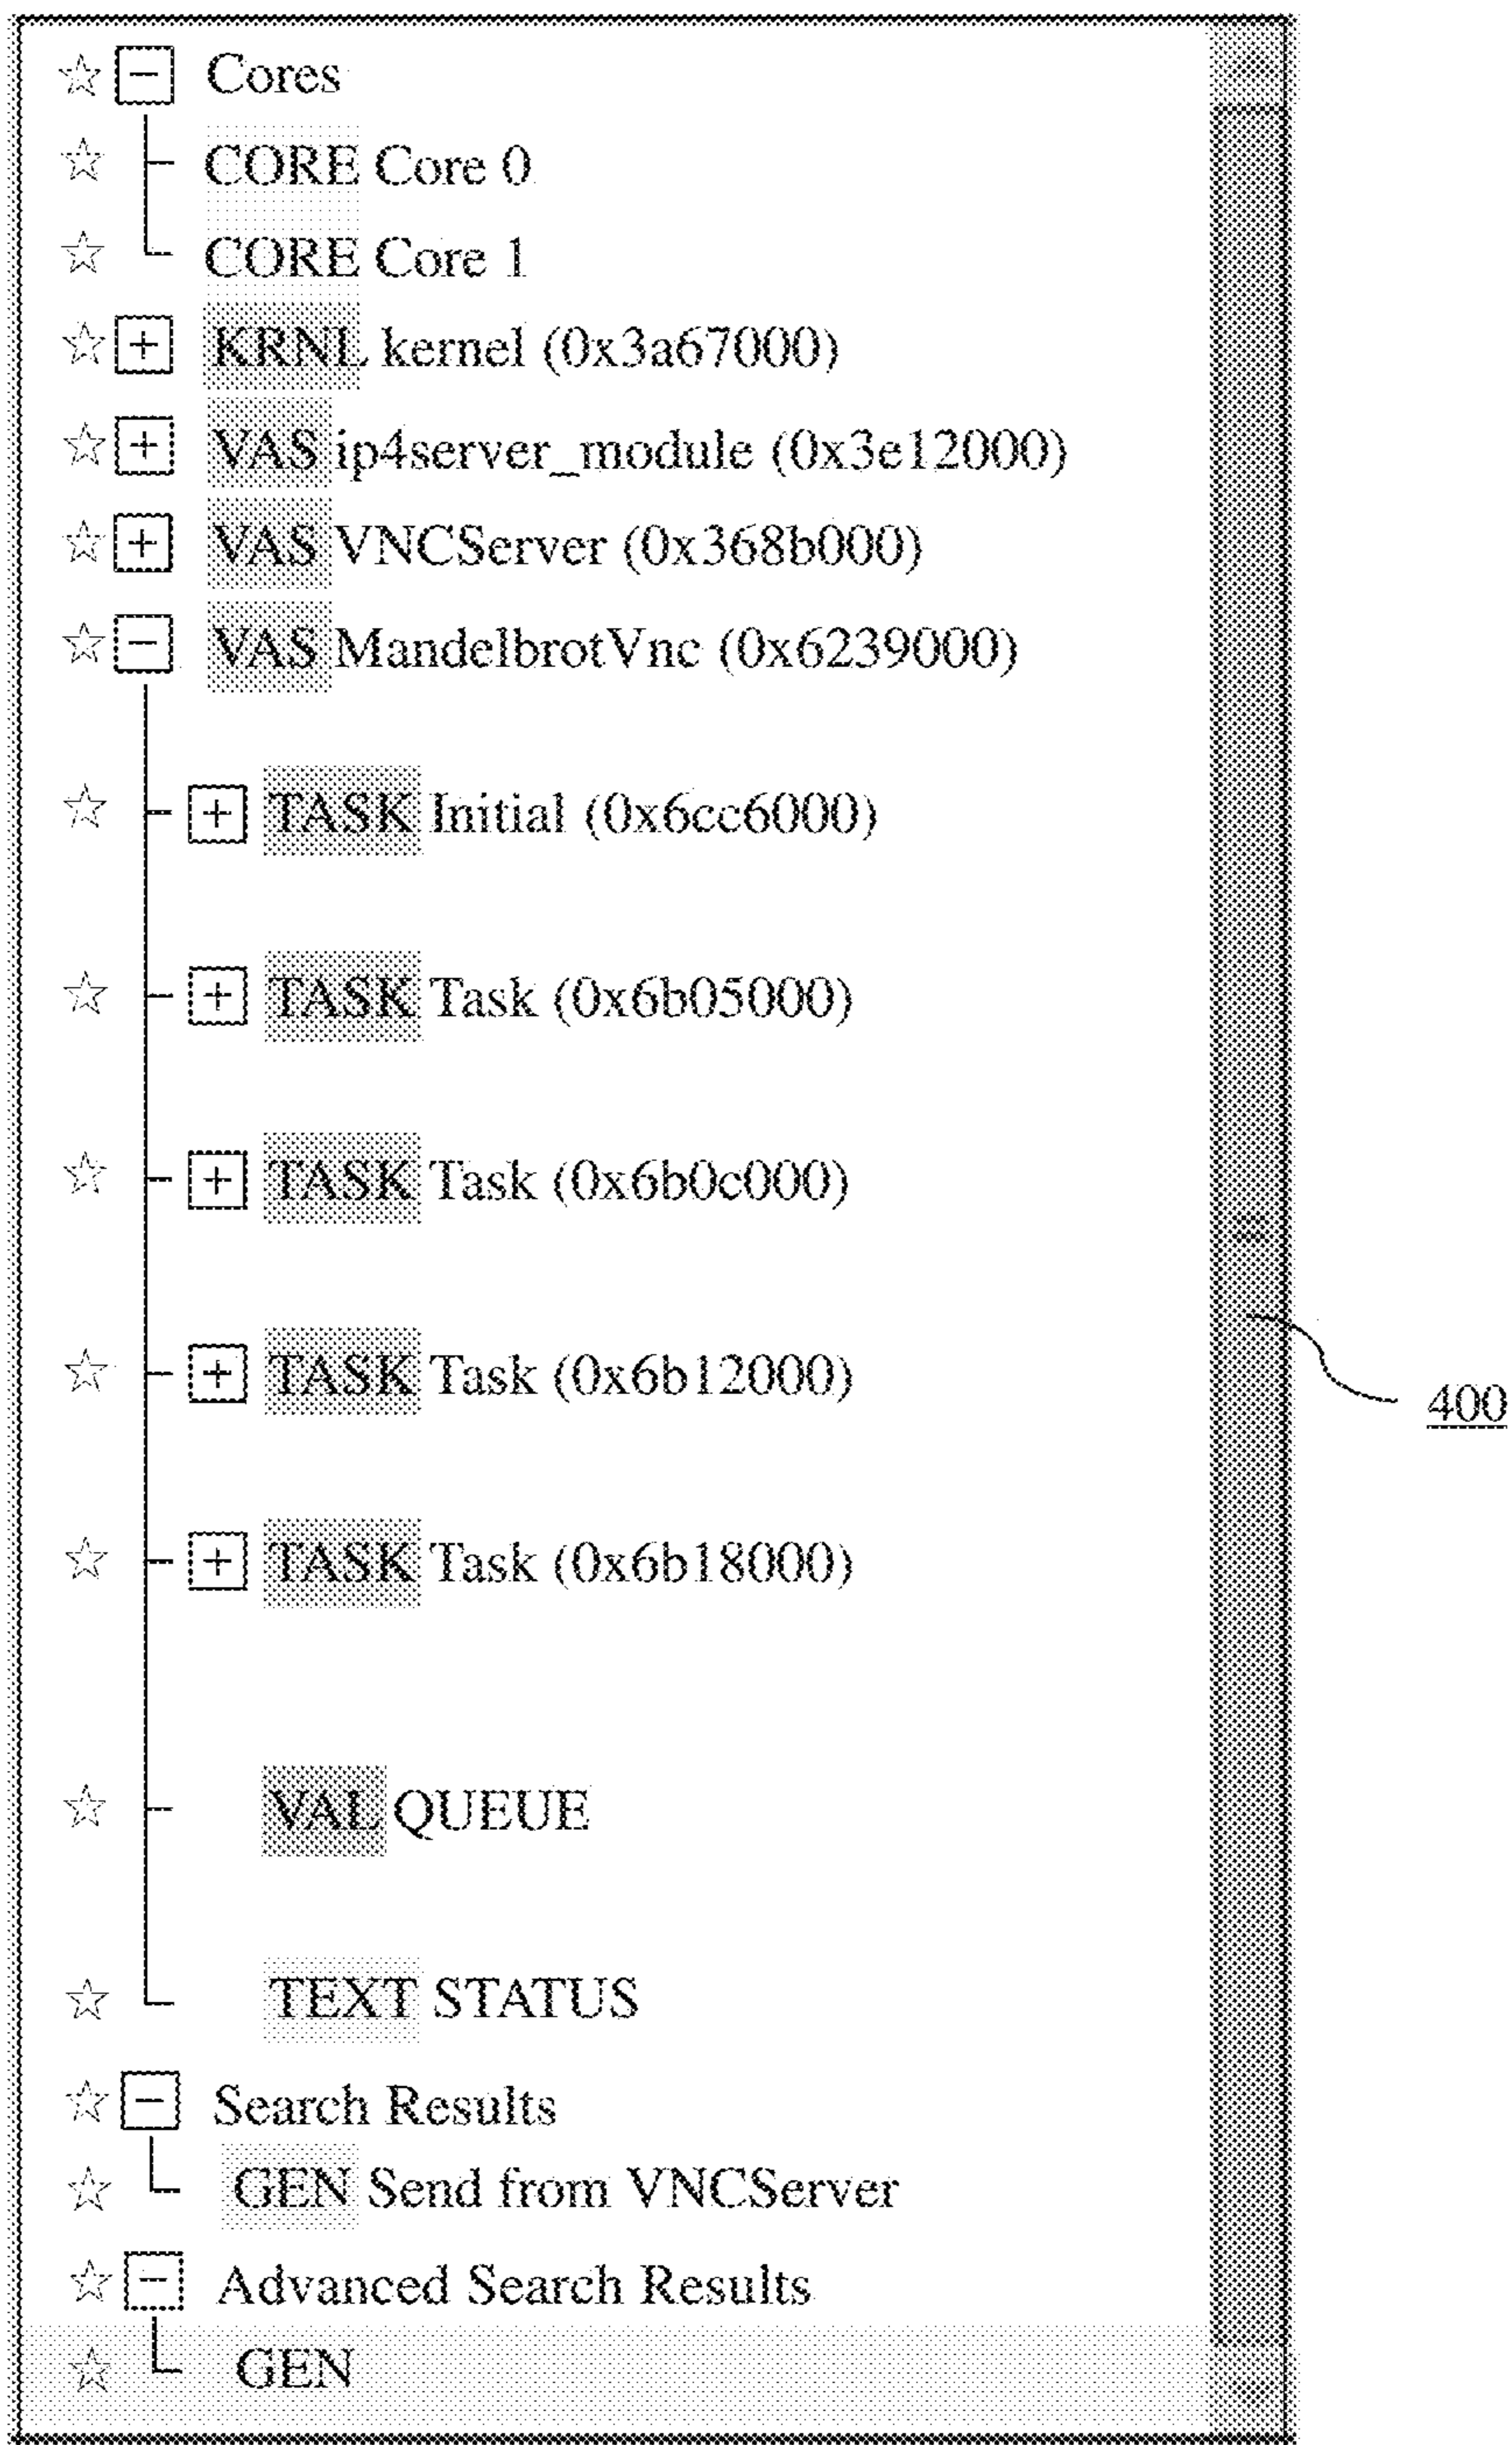 Cores
CORE Core 0
CORE Core 1
KRNL kernel (0x3a67000)
VAS ip4server_module (0x3e12000)
VAS VNCServer (0x368b000)
VAS MandelbrotVnc (0x6239000)
TASK Initial (0x6cc6000)
TASK Task (0x6b05000)
TASK Task (0x6b0c000)
TASK Task (0x6b12000)
400
TASK Task (0x6b18000)
VAL QUEUE
TEXT STATUS
Search Results
GEN Send from VNCServer
Advanced Search Results
GEN